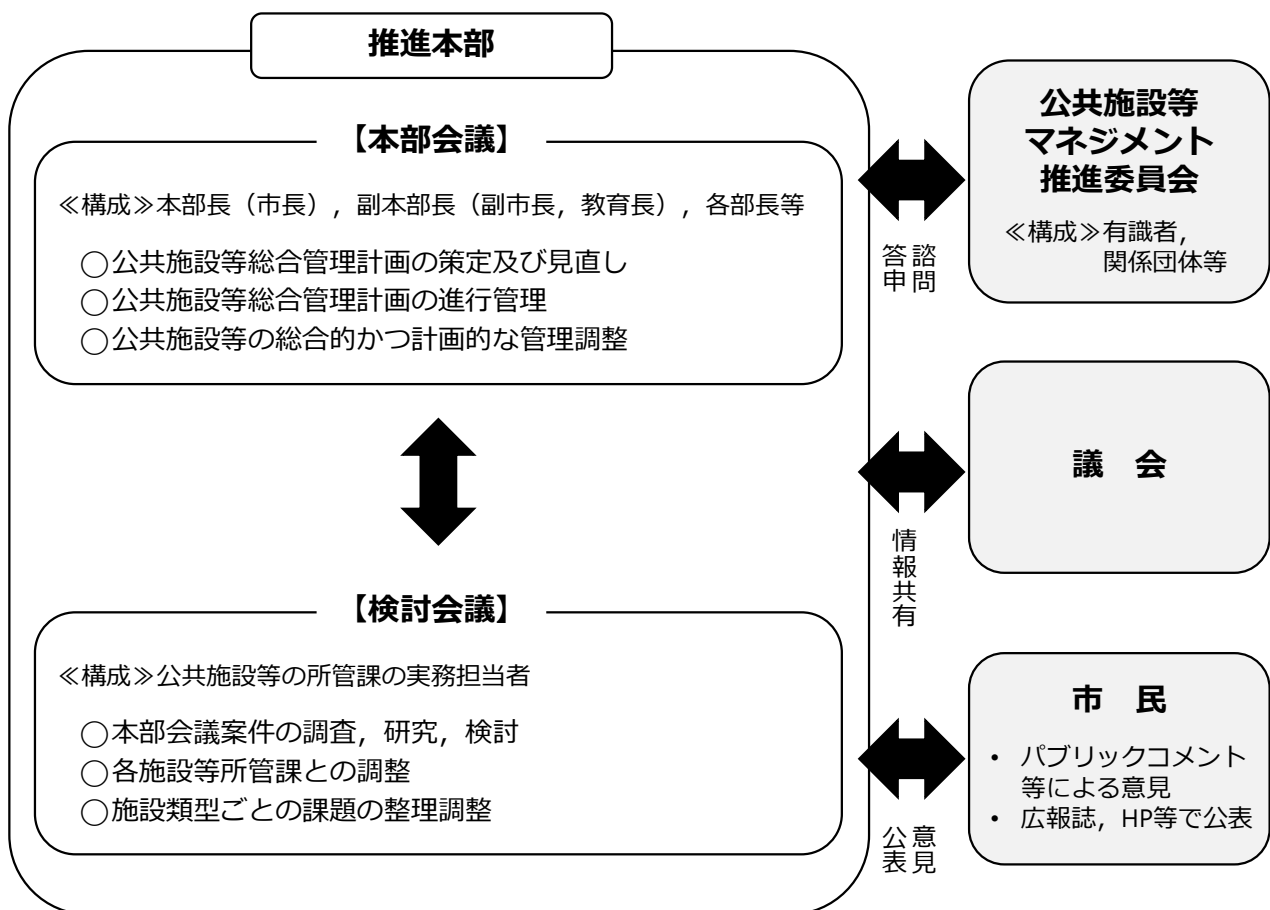 推進本部
【本部会議】
≪構成≫本部長（市長），副本部長（副市長，教育長），各部長等
○公共施設等総合管理計画の策定及び見直し
○公共施設等総合管理計画の進行管理
○公共施設等の総合的かつ計画的な管理調整
【検討会議】
≪構成≫公共施設等の所管課の実務担当者
○本部会議案件の調査，研究，検討
○各施設等所管課との調整
○施設類型ごとの課題の整理調整
諮問
答申
公共施設等
マネジメント
推進委員会
≪構成≫有識者，
関係団体等
情報共有
議　会
意見
公表
市　民
• パブリックコメント
等による意見
• 広報誌，HP等で公表